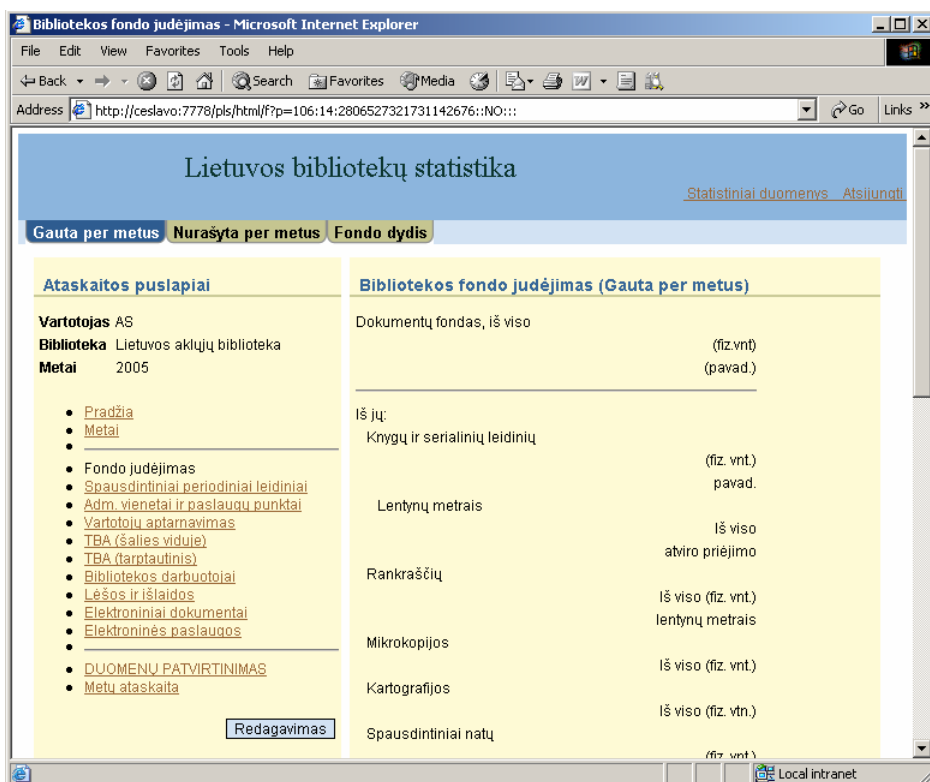 Bibliotekos fondo judėjimas - Microsoft Internet Explorer
File Edit View Favorites Tools Help
Back Search Favorites Media
Address http://ceslavo:7778/pls/html/f?p=106:14:2806527321731142676::NO::: Go Links »
Lietuvos bibliotekų statistika
Statistiniai duomenys Atsijungti
Gauta per metus Nurašyta per metus Fondo dydis
Ataskaitos puslapiai
Vartotojas AS
Biblioteka Lietuvos aklųjų biblioteka
Metai 2005
Pradžia
Metai
Fondo judėjimas
Spausdintiniai periodiniai leidiniai
Adm. vienetai ir paslaugų punktai
Vartotojų aptarnavimas
TBA (šalies viduje)
TBA (tarptautinis)
Bibliotekos darbuotojai
Lėšos ir išlaidos
Elektroniniai dokumentai
Elektroninės paslaugos
DUOMENŲ PATVIRTINIMAS
Metų ataskaita
Redagavimas
Bibliotekos fondo judėjimas (Gauta per metus)
Dokumentų fondas, iš viso
(fiz.vnt)
(pavad.)
Iš jų:
Knygų ir serialinių leidinių
(fiz. vnt.)
pavad.
Lentynų metrais
Iš viso
atviro priėjimo
Rankraščių
Iš viso (fiz. vnt.)
lentynų metrais
Mikrokopijos
Iš viso (fiz. vnt.)
Kartografijos
Iš viso (fiz. vtn.)
Spausdintiniai natų
(fiz. vnt.)
Local intranet